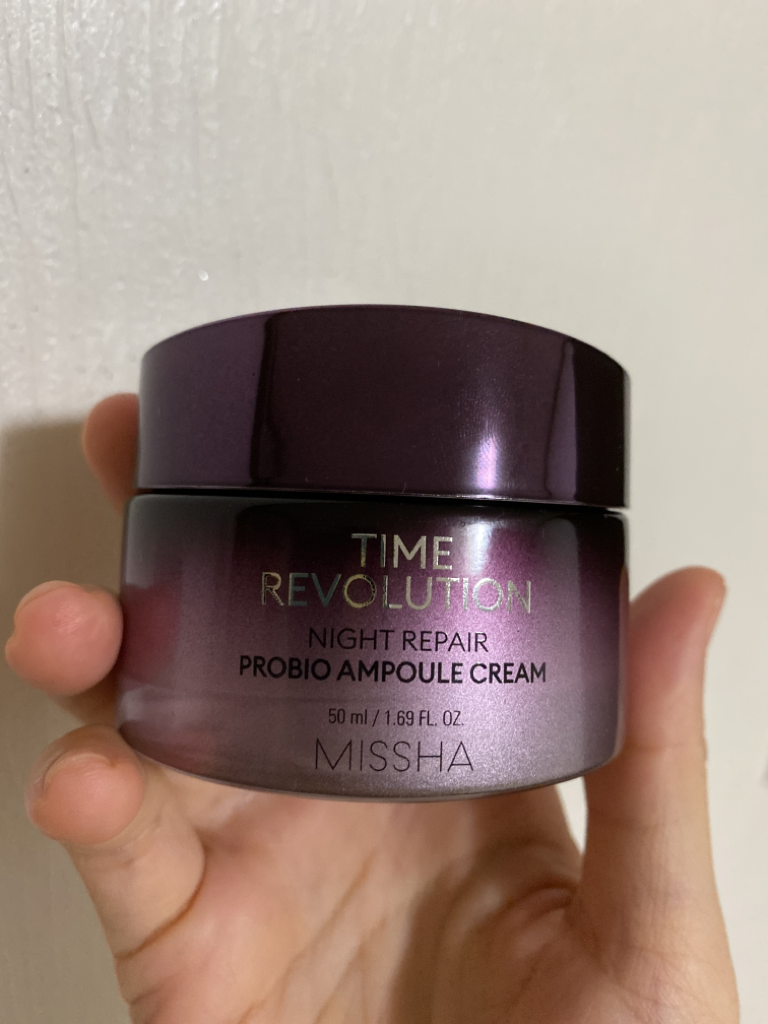 TIME
REVOLUTION
NIGHT REPAIR
PROBIO AMPOULE CREAM
50 ml / 1.69 FL. OZ.
MISSHA